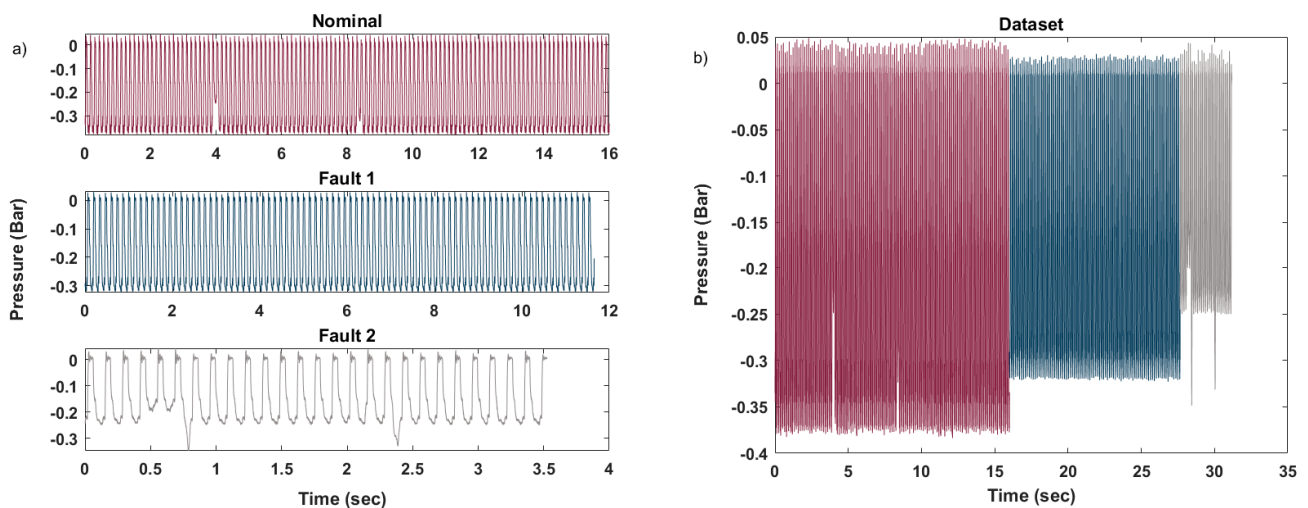 a)
Nominal
0
-0.1
-0.2
-0.3
0 2 4 6 8 10 12 14 16
Fault 1
0
-0.1
-0.2
-0.3
0 2 4 6 8 10 12
Fault 2
0
-0.1
-0.2
-0.3
0 0.5 1 1.5 2 2.5 3 3.5 4
Pressure (Bar)
Time (sec)
b)
Dataset
0.05
0
-0.05
-0.1
-0.15
-0.2
-0.25
-0.3
-0.35
-0.4
0 5 10 15 20 25 30 35
Pressure (Bar)
Time (sec)